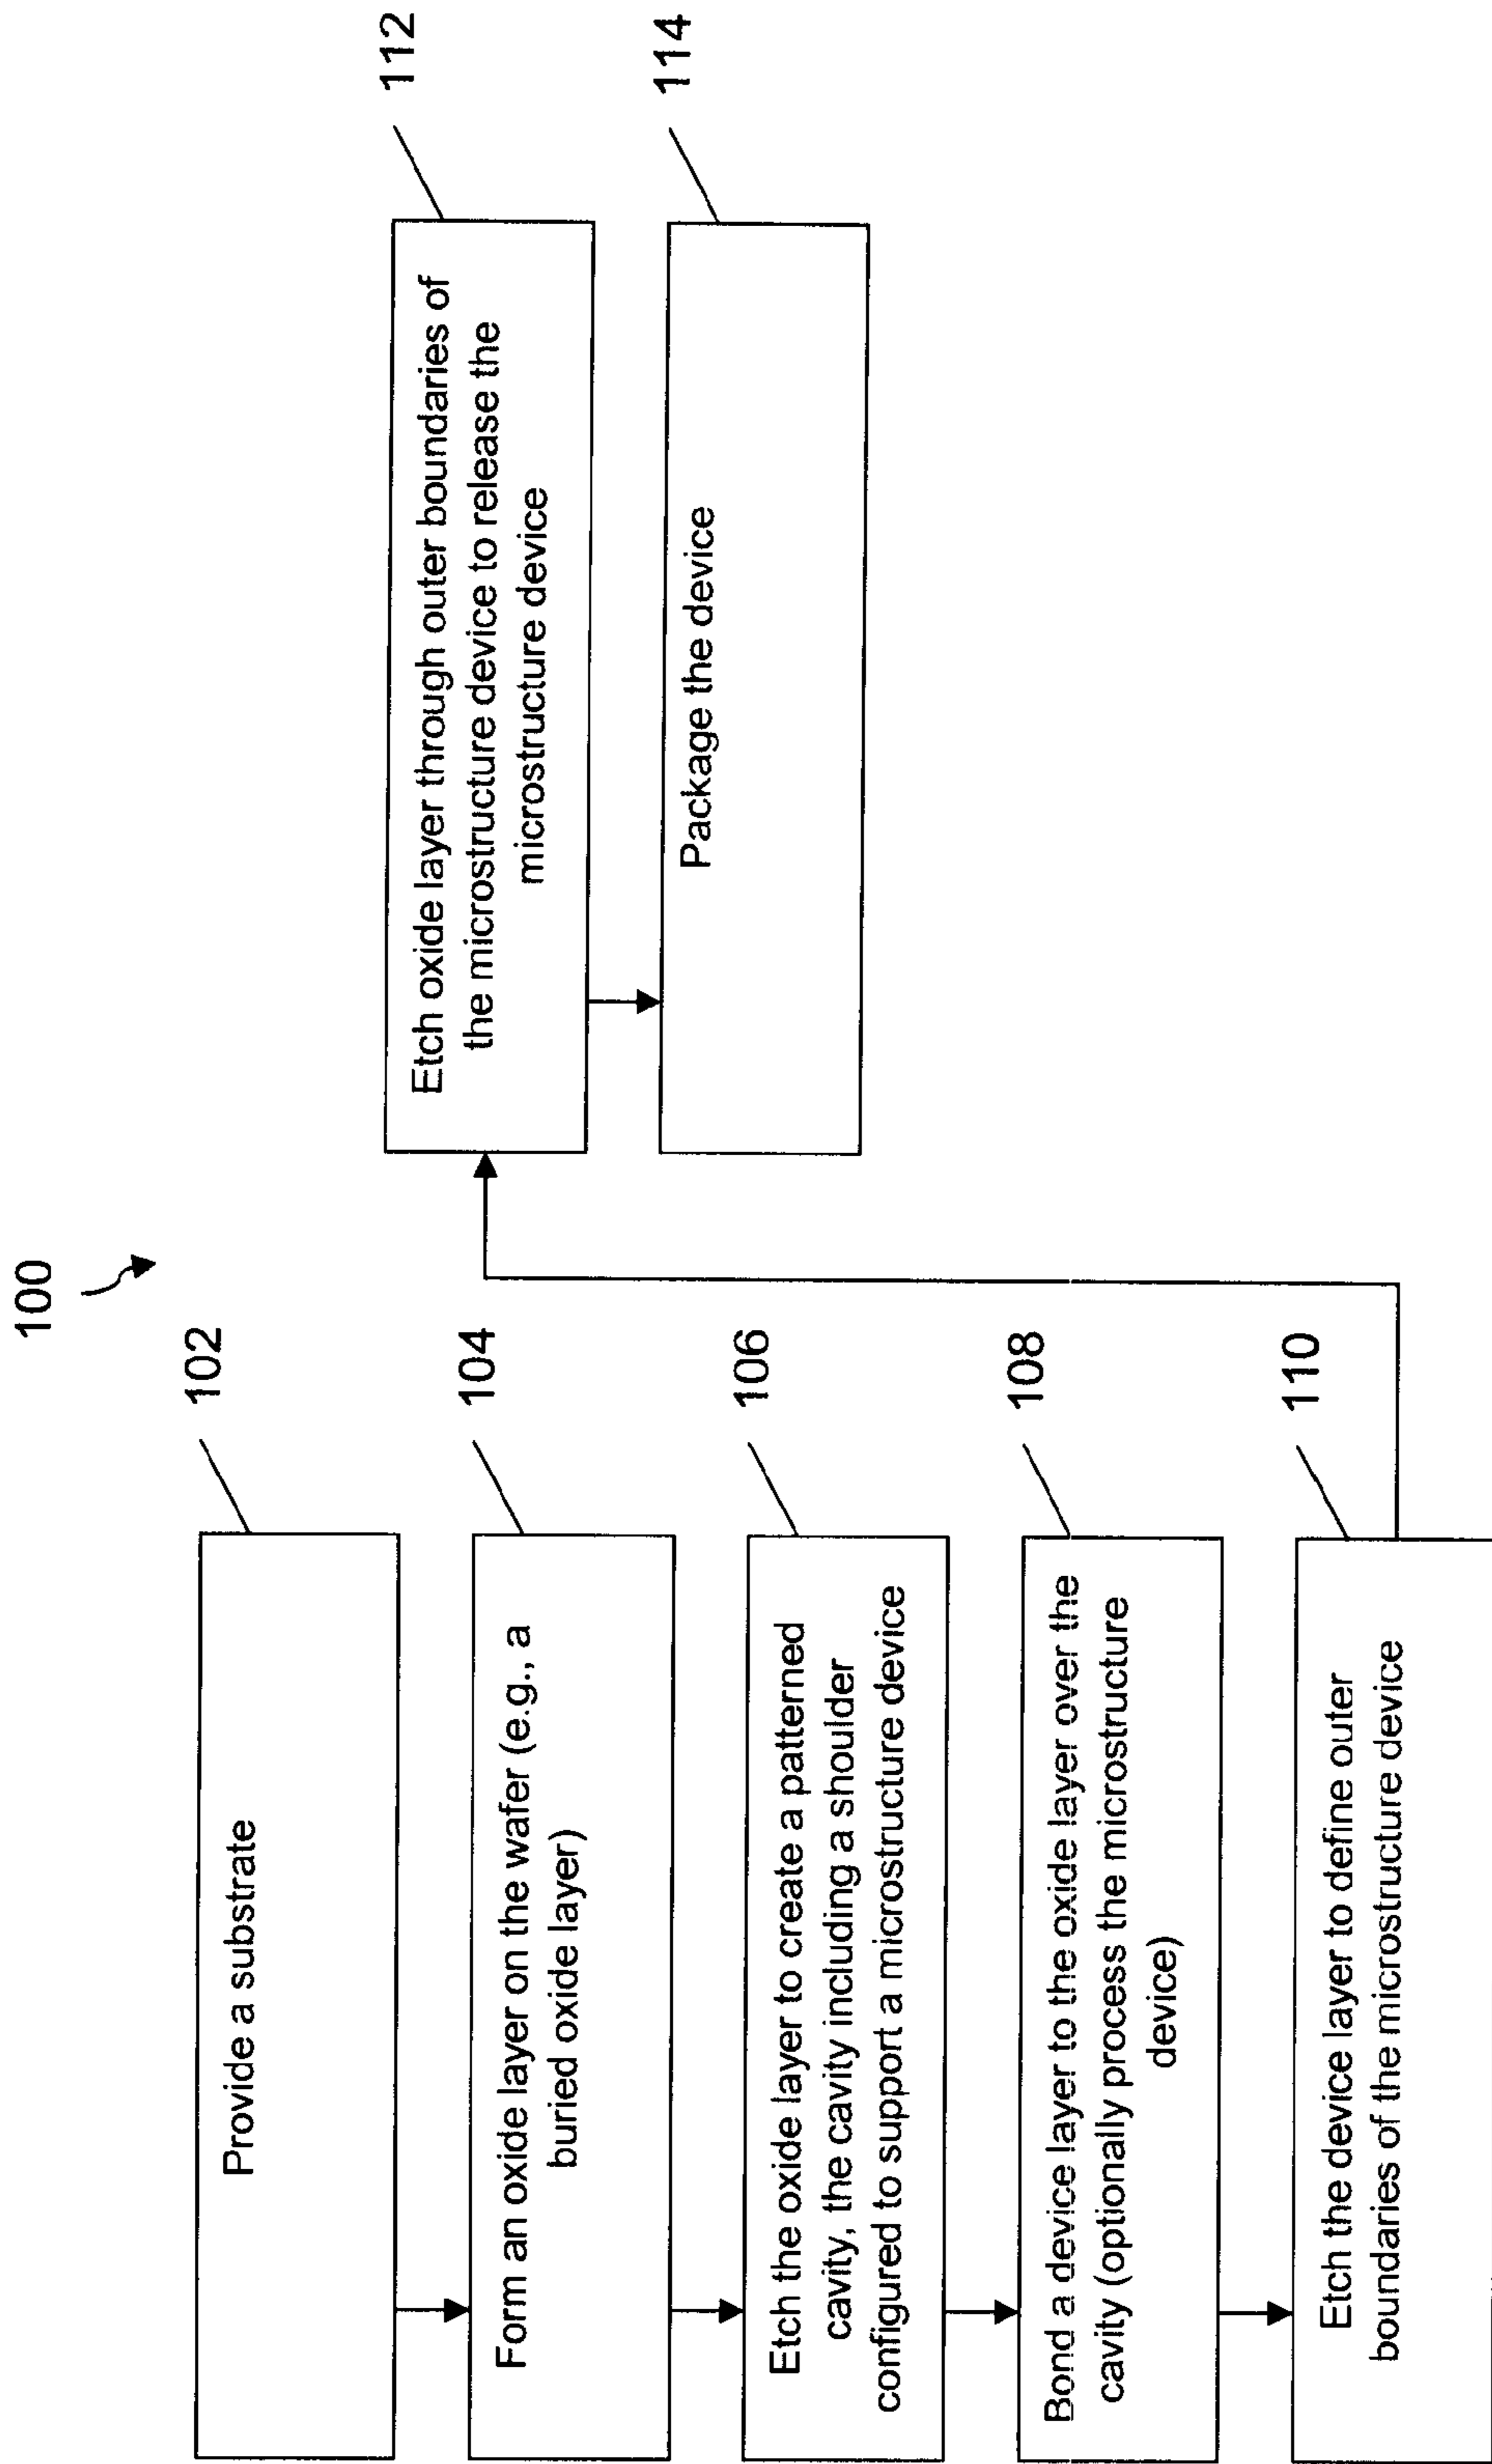 100
102
Provide a substrate
104
Form an oxide layer on the wafer (e.g., a
buried oxide layer)
106
Etch the oxide layer to create a patterned
cavity, the cavity including a shoulder
configured to support a microstructure device
108
Bond a device layer to the oxide layer over the
cavity (optionally process the microstructure
device)
110
Etch the device layer to define outer
boundaries of the microstructure device
112
Etch oxide layer through outer boundaries of
the microstructure device to release the
microstructure device
114
Package the device